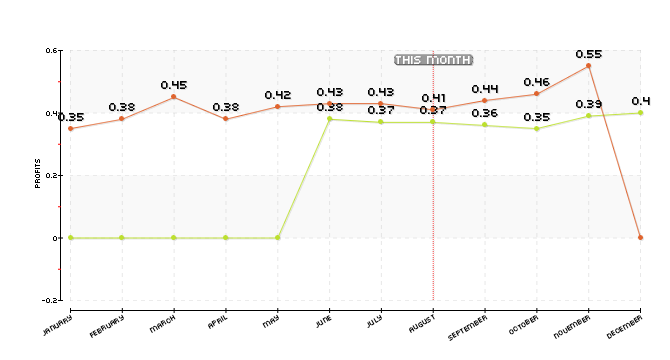 THIS MONTH
0.6
0.4
0.2
0
-0.2
PROFITS
0.35
0.38
0.45
0.38
0.42
0.43
0.43
0.41
0.44
0.46
0.55
0.38
0.37
0.37
0.36
0.35
0.39
0.4
JANUARY
FEBRUARY
MARCH
APRIL
MAY
JUNE
JULY
AUGUST
SEPTEMBER
OCTOBER
NOVEMBER
DECEMBER